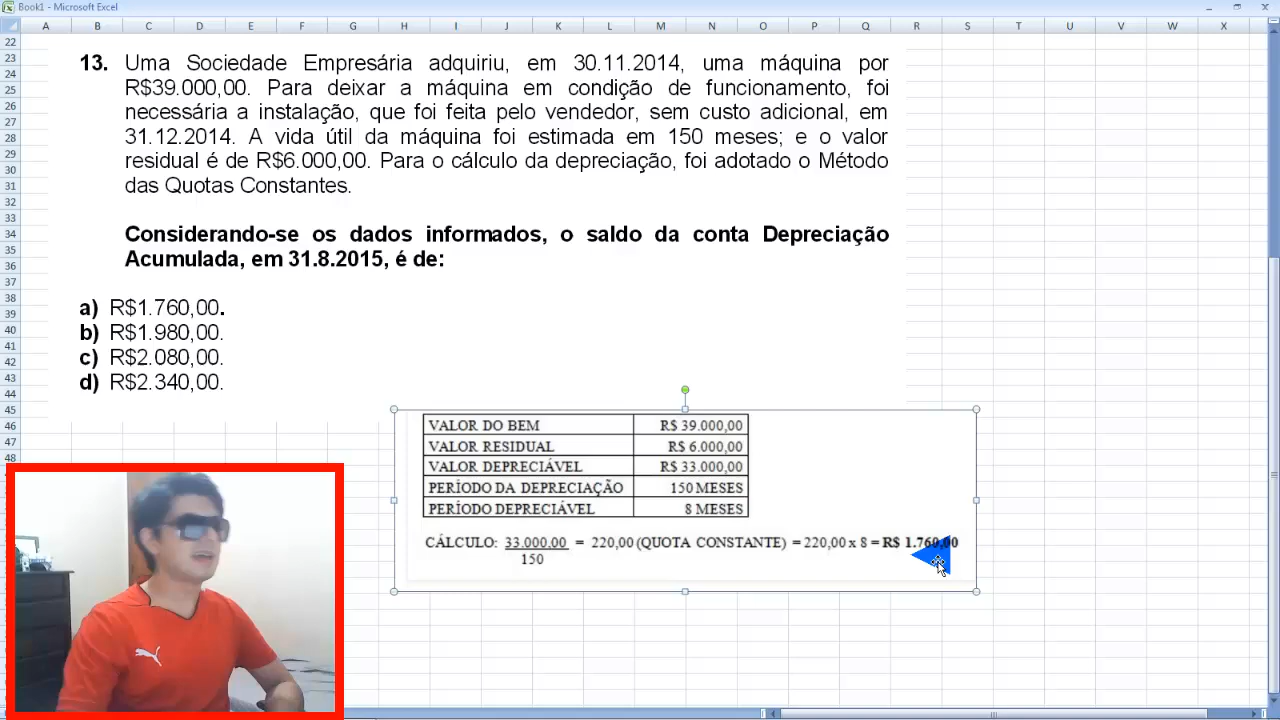 Book1 - Microsoft Excel
A B C D E F G H I J K L M N O P Q R S T U V W X
22
23
24
25
26
27
28
29
30
31
32
33
34
35
36
37
38
39
40
41
42
43
44
45
46
47
48
13. Uma Sociedade Empresária adquiriu, em 30.11.2014, uma máquina por
R$39.000,00. Para deixar a máquina em condição de funcionamento, foi
necessária a instalação, que foi feita pelo vendedor, sem custo adicional, em
31.12.2014. A vida útil da máquina foi estimada em 150 meses; e o valor
residual é de R$6.000,00. Para o cálculo da depreciação, foi adotado o Método
das Quotas Constantes.
Considerando-se os dados informados, o saldo da conta Depreciação
Acumulada, em 31.8.2015, é de:
a) R$1.760,00.
b) R$1.980,00.
c) R$2.080,00.
d) R$2.340,00.
VALOR DO BEM R$ 39.000,00
VALOR RESIDUAL R$ 6.000,00
VALOR DEPRECIÁVEL R$ 33.000,00
PERÍODO DA DEPRECIAÇÃO 150 MESES
PERÍODO DEPRECIÁVEL 8 MESES
CÁLCULO: 33.000,00 = 220,00 (QUOTA CONSTANTE) = 220,00 x 8 = R$ 1.760,00
150